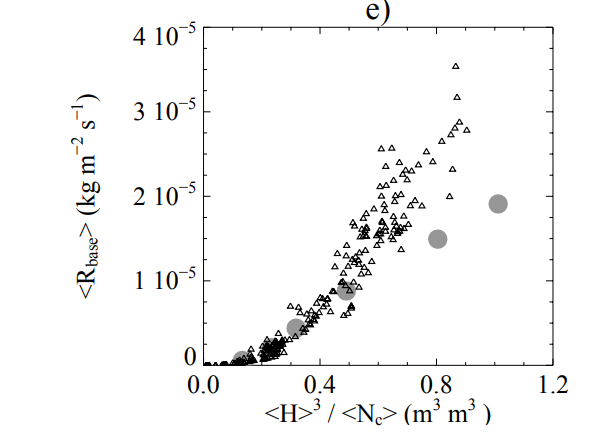 e)
4 10⁻⁵
3 10⁻⁵
2 10⁻⁵
1 10⁻⁵
0
<R_base> (kg m⁻² s⁻¹)
0.0 0.4 0.8 1.2
<H>³ / <N_c> (m³ m³ )